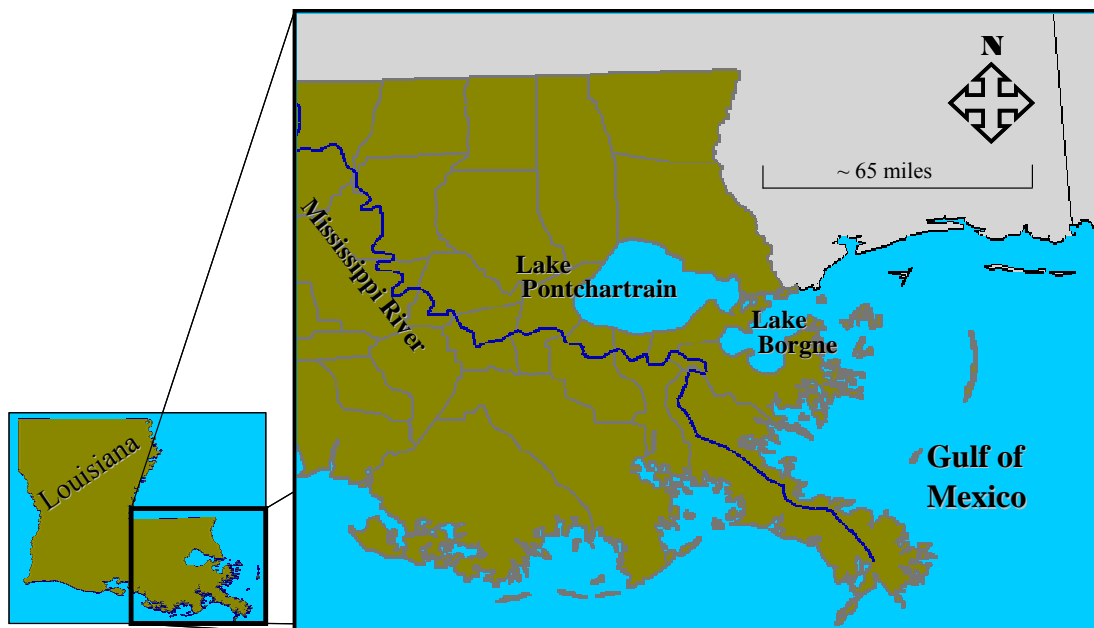 N
~ 65 miles
Mississippi River
Lake
Pontchartrain
Lake
Borgne
Louisiana
Gulf of
Mexico